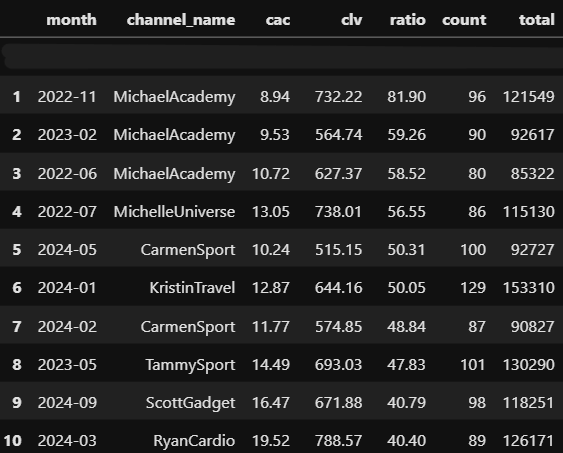 month channel_name cac clv ratio count total
1 2022-11 MichaelAcademy 8.94 732.22 81.90 96 121549
2 2023-02 MichaelAcademy 9.53 564.74 59.26 90 92617
3 2022-06 MichaelAcademy 10.72 627.37 58.52 80 85322
4 2022-07 MichelleUniverse 13.05 738.01 56.55 86 115130
5 2024-05 CarmenSport 10.24 515.15 50.31 100 92727
6 2024-01 KristinTravel 12.87 644.16 50.05 129 153310
7 2024-02 CarmenSport 11.77 574.85 48.84 87 90827
8 2023-05 TammySport 14.49 693.03 47.83 101 130290
9 2024-09 ScottGadget 16.47 671.88 40.79 98 118251
10 2024-03 RyanCardio 19.52 788.57 40.40 89 126171